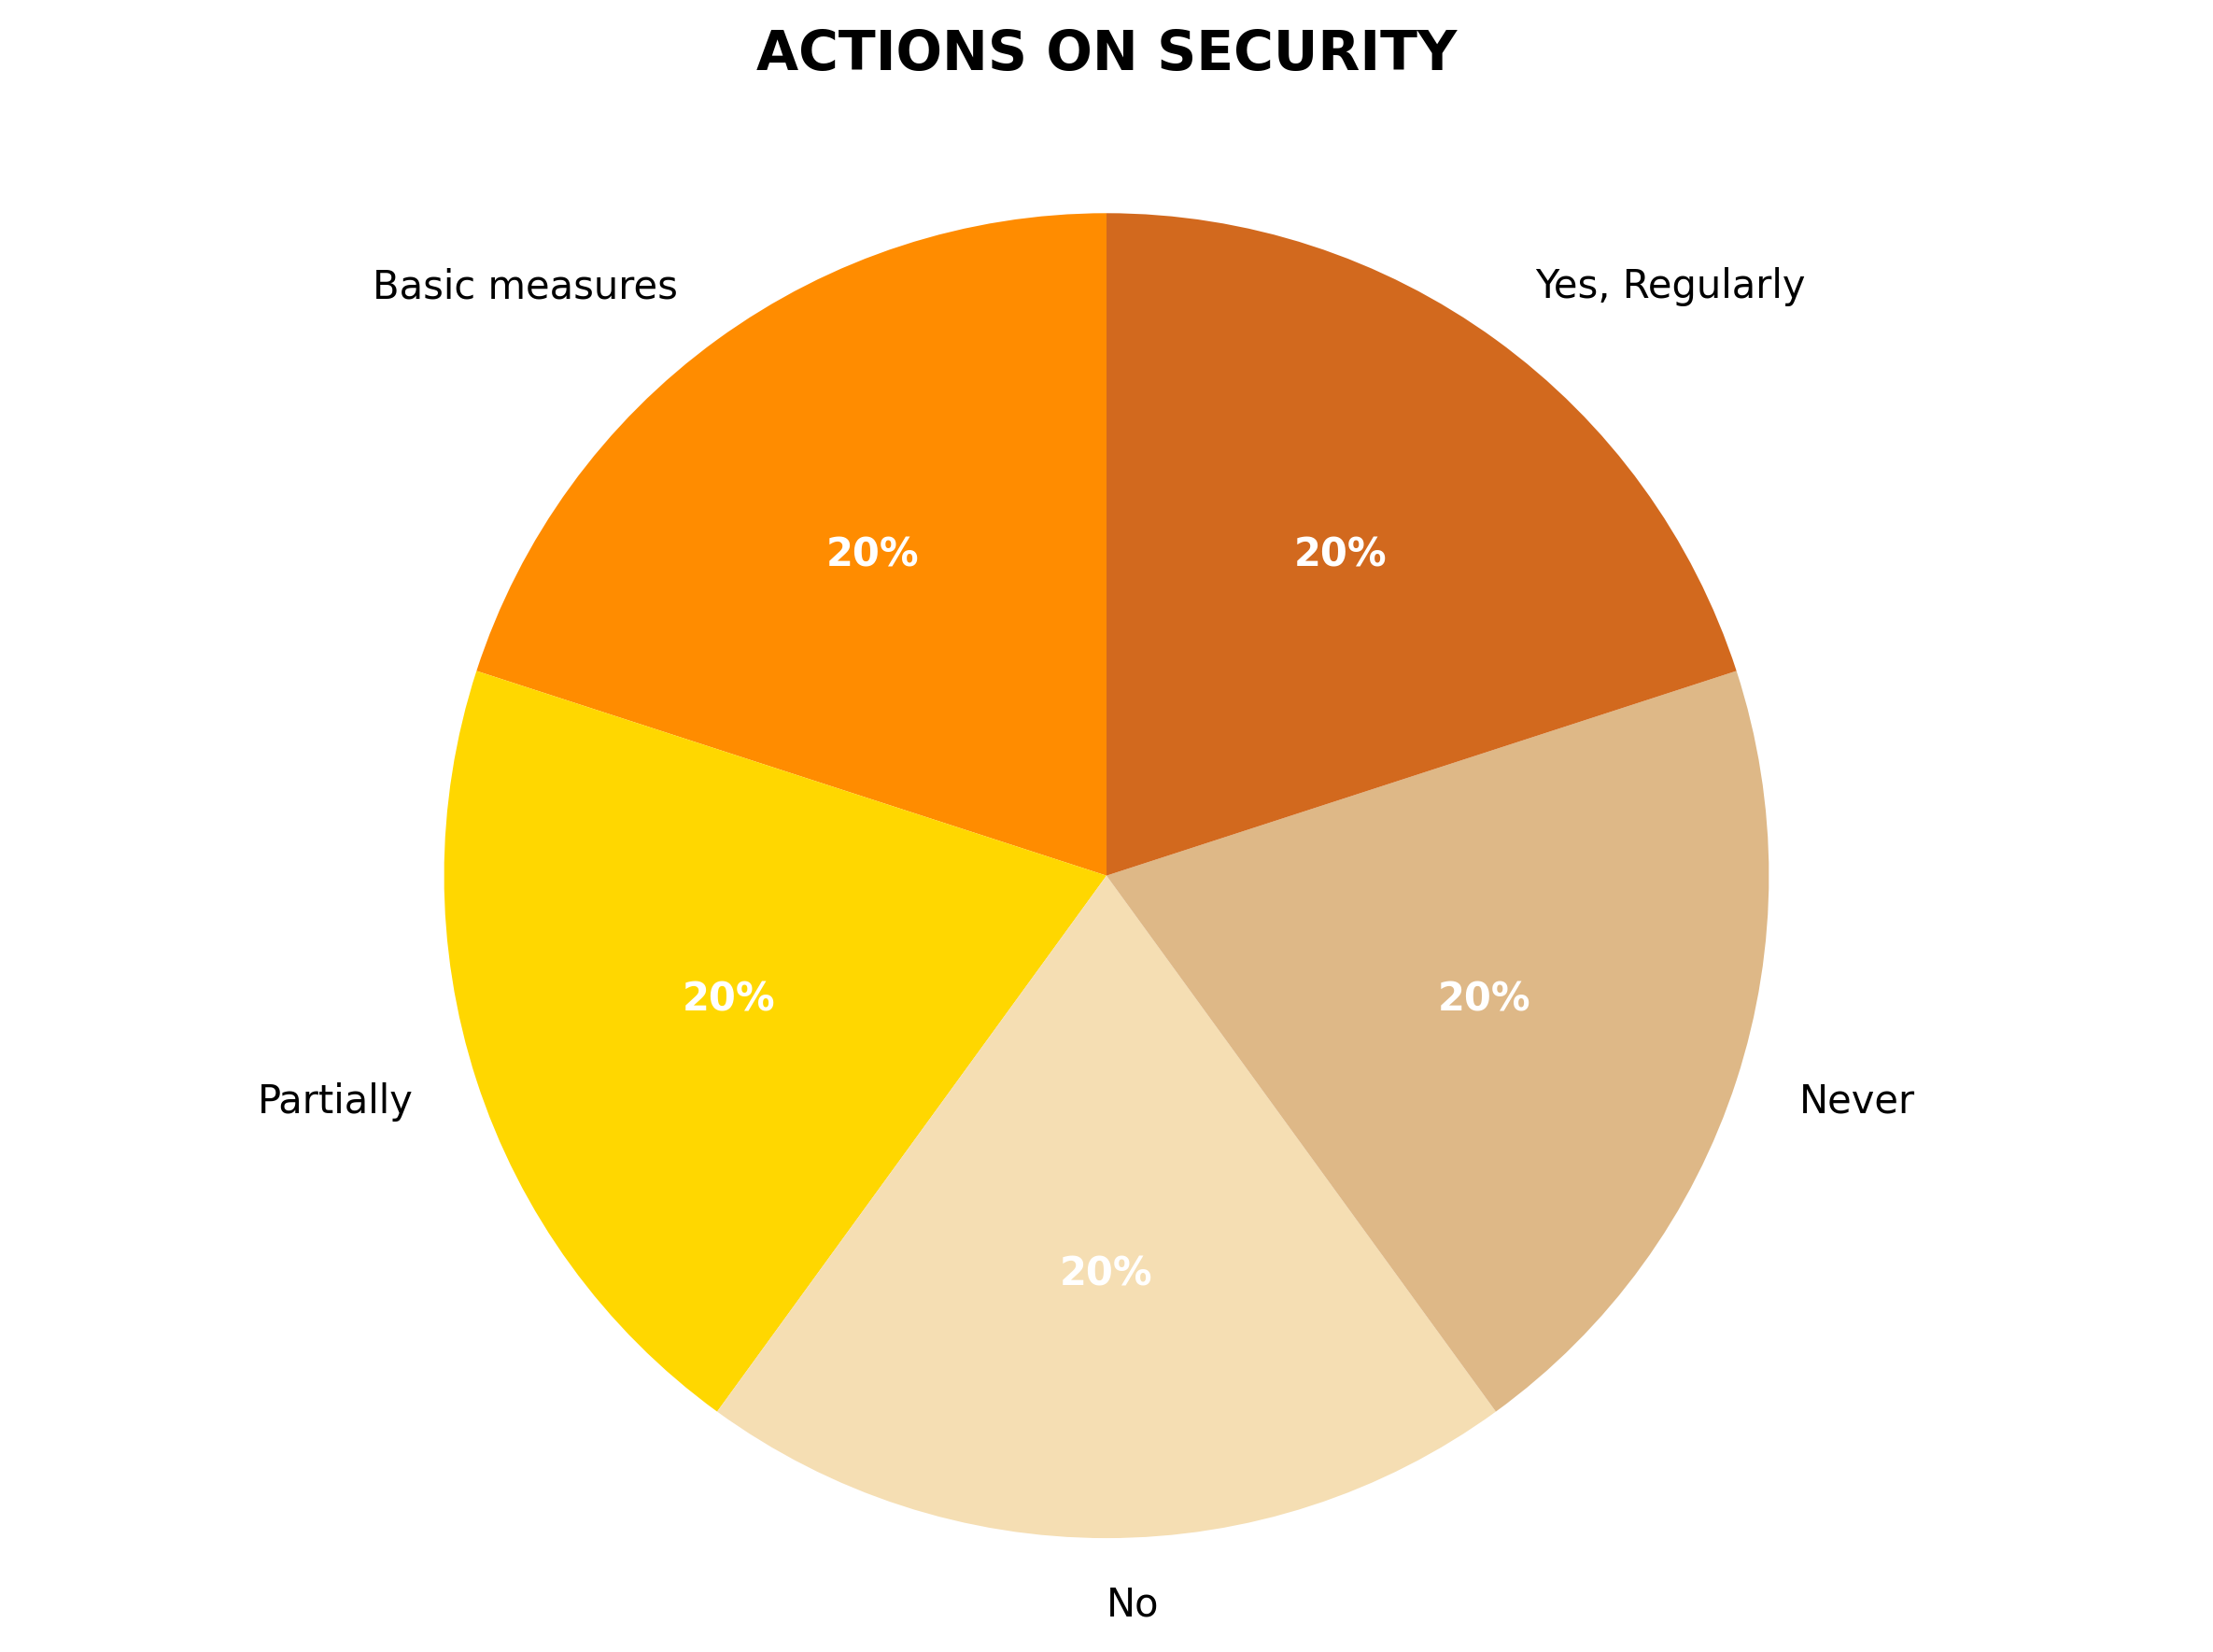 ACTIONS ON SECURITY
Basic measures
Yes, Regularly
20%
20%
20%
20%
Partially
Never
20%
No